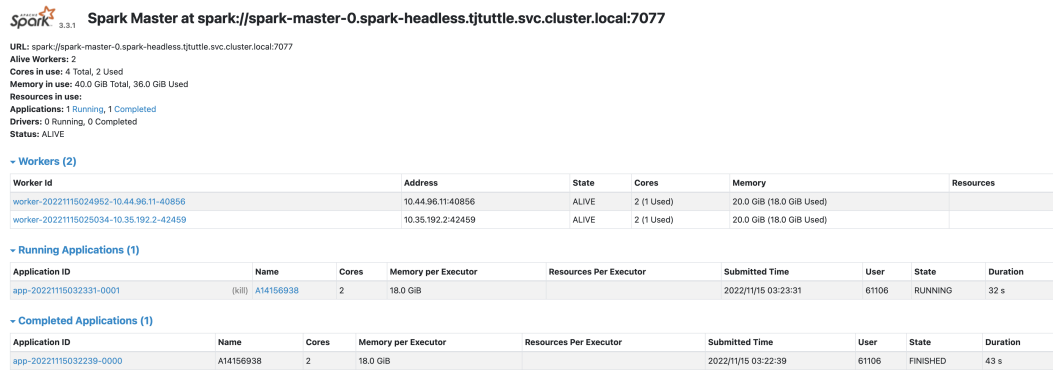 APACHE Spark 3.3.1 Spark Master at spark://spark-master-0.spark-headless.tjtuttle.svc.cluster.local:7077
URL: spark://spark-master-0.spark-headless.tjtuttle.svc.cluster.local:7077
Alive Workers: 2
Cores in use: 4 Total, 2 Used
Memory in use: 40.0 GiB Total, 36.0 GiB Used
Resources in use:
Applications: 1 Running, 1 Completed
Drivers: 0 Running, 0 Completed
Status: ALIVE
Workers (2)
Worker Id Address State Cores Memory Resources
worker-20221115024952-10.44.96.11-40856 10.44.96.11:40856 ALIVE 2 (1 Used) 20.0 GiB (18.0 GiB Used)
worker-20221115025034-10.35.192.2-42459 10.35.192.2:42459 ALIVE 2 (1 Used) 20.0 GiB (18.0 GiB Used)
Running Applications (1)
Application ID Name Cores Memory per Executor Resources Per Executor Submitted Time User State Duration
app-20221115032331-0001 (kill) A14156938 2 18.0 GiB 2022/11/15 03:23:31 61106 RUNNING 32 s
Completed Applications (1)
Application ID Name Cores Memory per Executor Resources Per Executor Submitted Time User State Duration
app-20221115032239-0000 A14156938 2 18.0 GiB 2022/11/15 03:22:39 61106 FINISHED 43 s